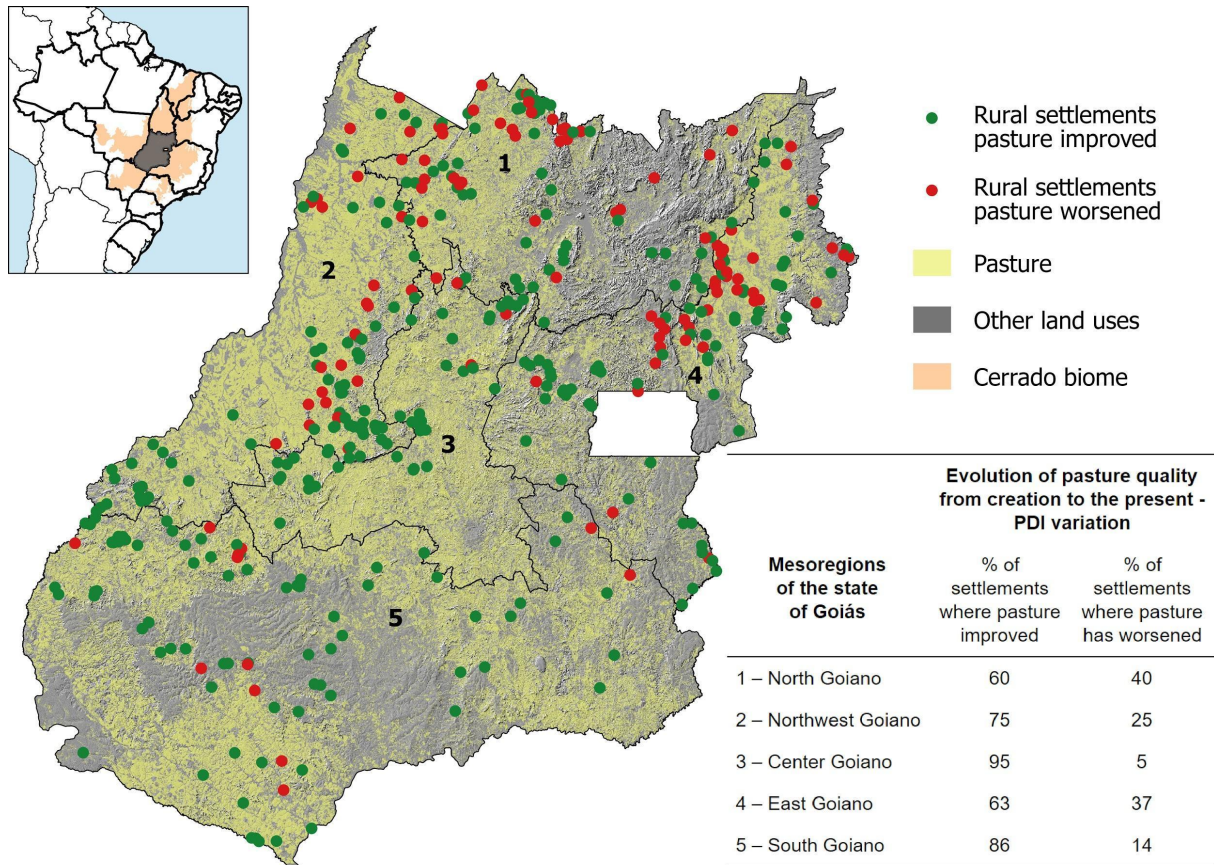 1
2
3
4
5
Rural settlements
pasture improved
Rural settlements
pasture worsened
Pasture
Other land uses
Cerrado biome
Evolution of pasture quality
from creation to the present -
PDI variation
Mesoregions
of the state
of Goiás
% of
settlements
where pasture
improved
% of
settlements
where pasture
has worsened
1 – North Goiano 60 40
2 – Northwest Goiano 75 25
3 – Center Goiano 95 5
4 – East Goiano 63 37
5 – South Goiano 86 14